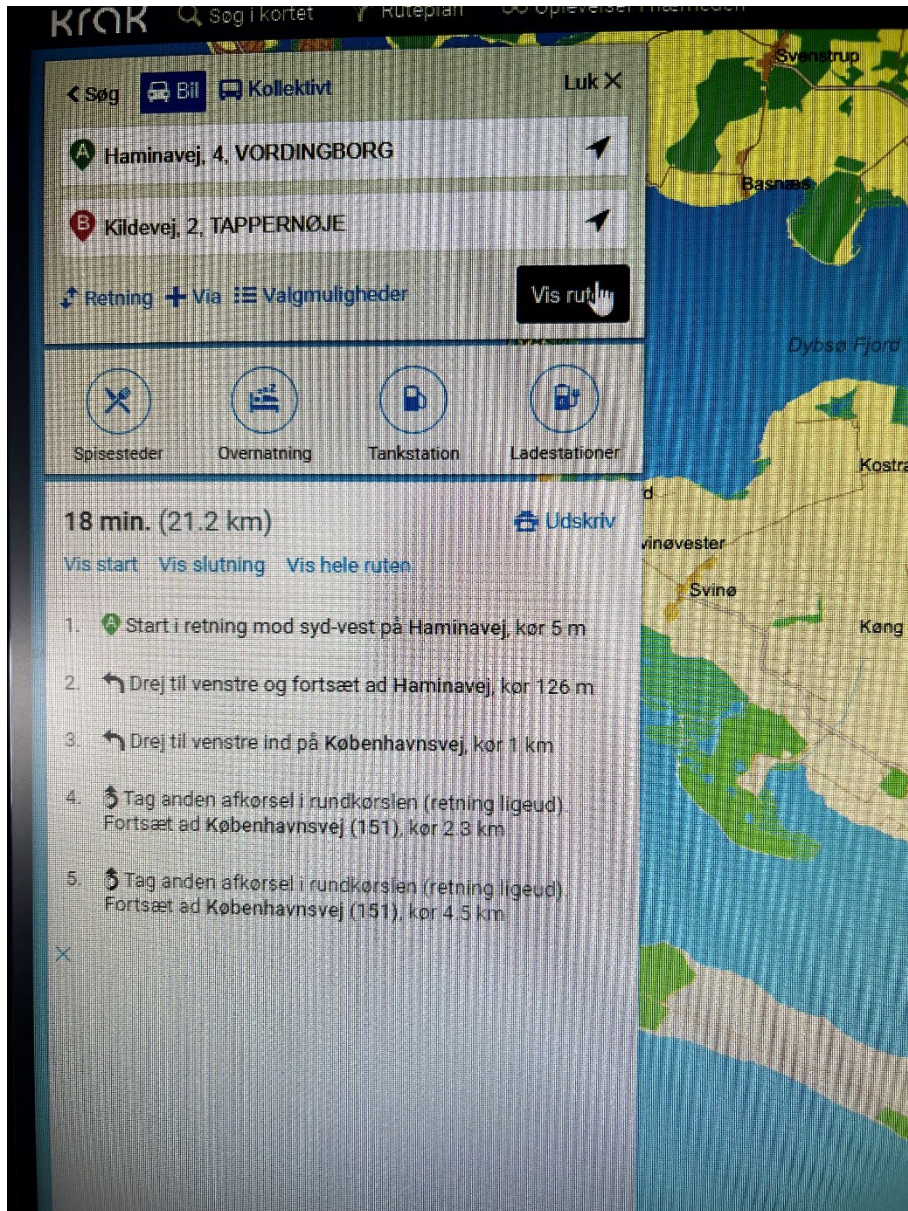 krak Søg i kortet Ruteplan Oplevelser i nærheden
< Søg Bil Kollektivt Luk ✕
A Haminavej, 4, VORDINGBORG
B Kildevej, 2, TAPPERNØJE
Retning + Via Valgmuligheder Vis rut
Spisesteder Overnatning Tankstation Ladestationer
18 min. (21.2 km) Udskriv
Vis start Vis slutning Vis hele ruten
1. A Start i retning mod syd-vest på Haminavej, kør 5 m
2. Drej til venstre og fortsæt ad Haminavej, kør 126 m
3. Drej til venstre ind på Københavnsvej, kør 1 km
4. Tag anden afkørsel i rundkørslen (retning ligeud).
Fortsæt ad Københavnsvej (151), kør 2.3 km
5. Tag anden afkørsel i rundkørslen (retning ligeud).
Fortsæt ad Københavnsvej (151), kør 4.5 km
Svenstrup
Basnæs
Dybsø Fjord
Kostra
d
vinøvester
Svinø
Køng